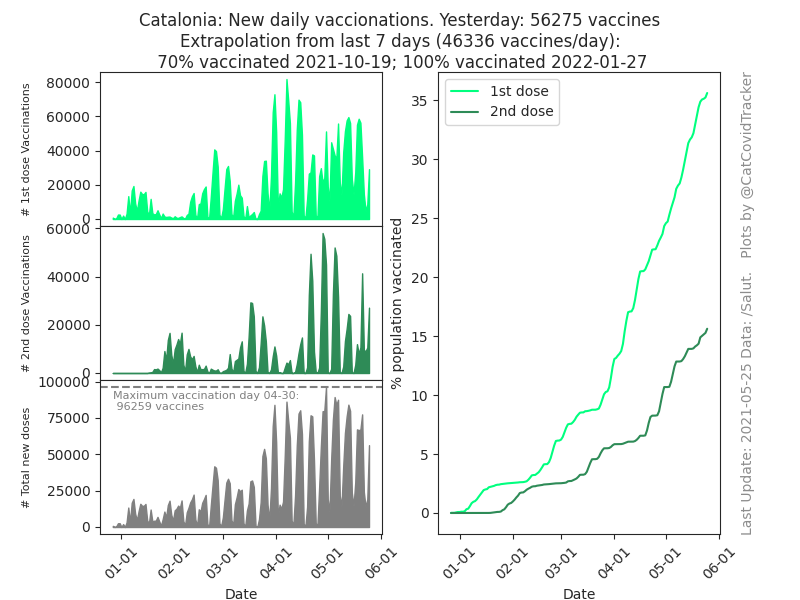 Catalonia: New daily vaccionations. Yesterday: 56275 vaccines
Extrapolation from last 7 days (46336 vaccines/day):
70% vaccinated 2021-10-19; 100% vaccinated 2022-01-27
# 1st dose Vaccinations
80000
60000
40000
20000
0
# 2nd dose Vaccinations
60000
40000
20000
0
# Total new doses
100000
75000
50000
25000
0
Maximum vaccination day 04-30:
96259 vaccines
01-01
02-01
03-01
04-01
05-01
06-01
Date
% population vaccinated
35
30
25
20
15
10
5
0
1st dose
2nd dose
01-01
02-01
03-01
04-01
05-01
06-01
Date
Last Update: 2021-05-25 Data: /Salut. Plots by @CatCovidTracker